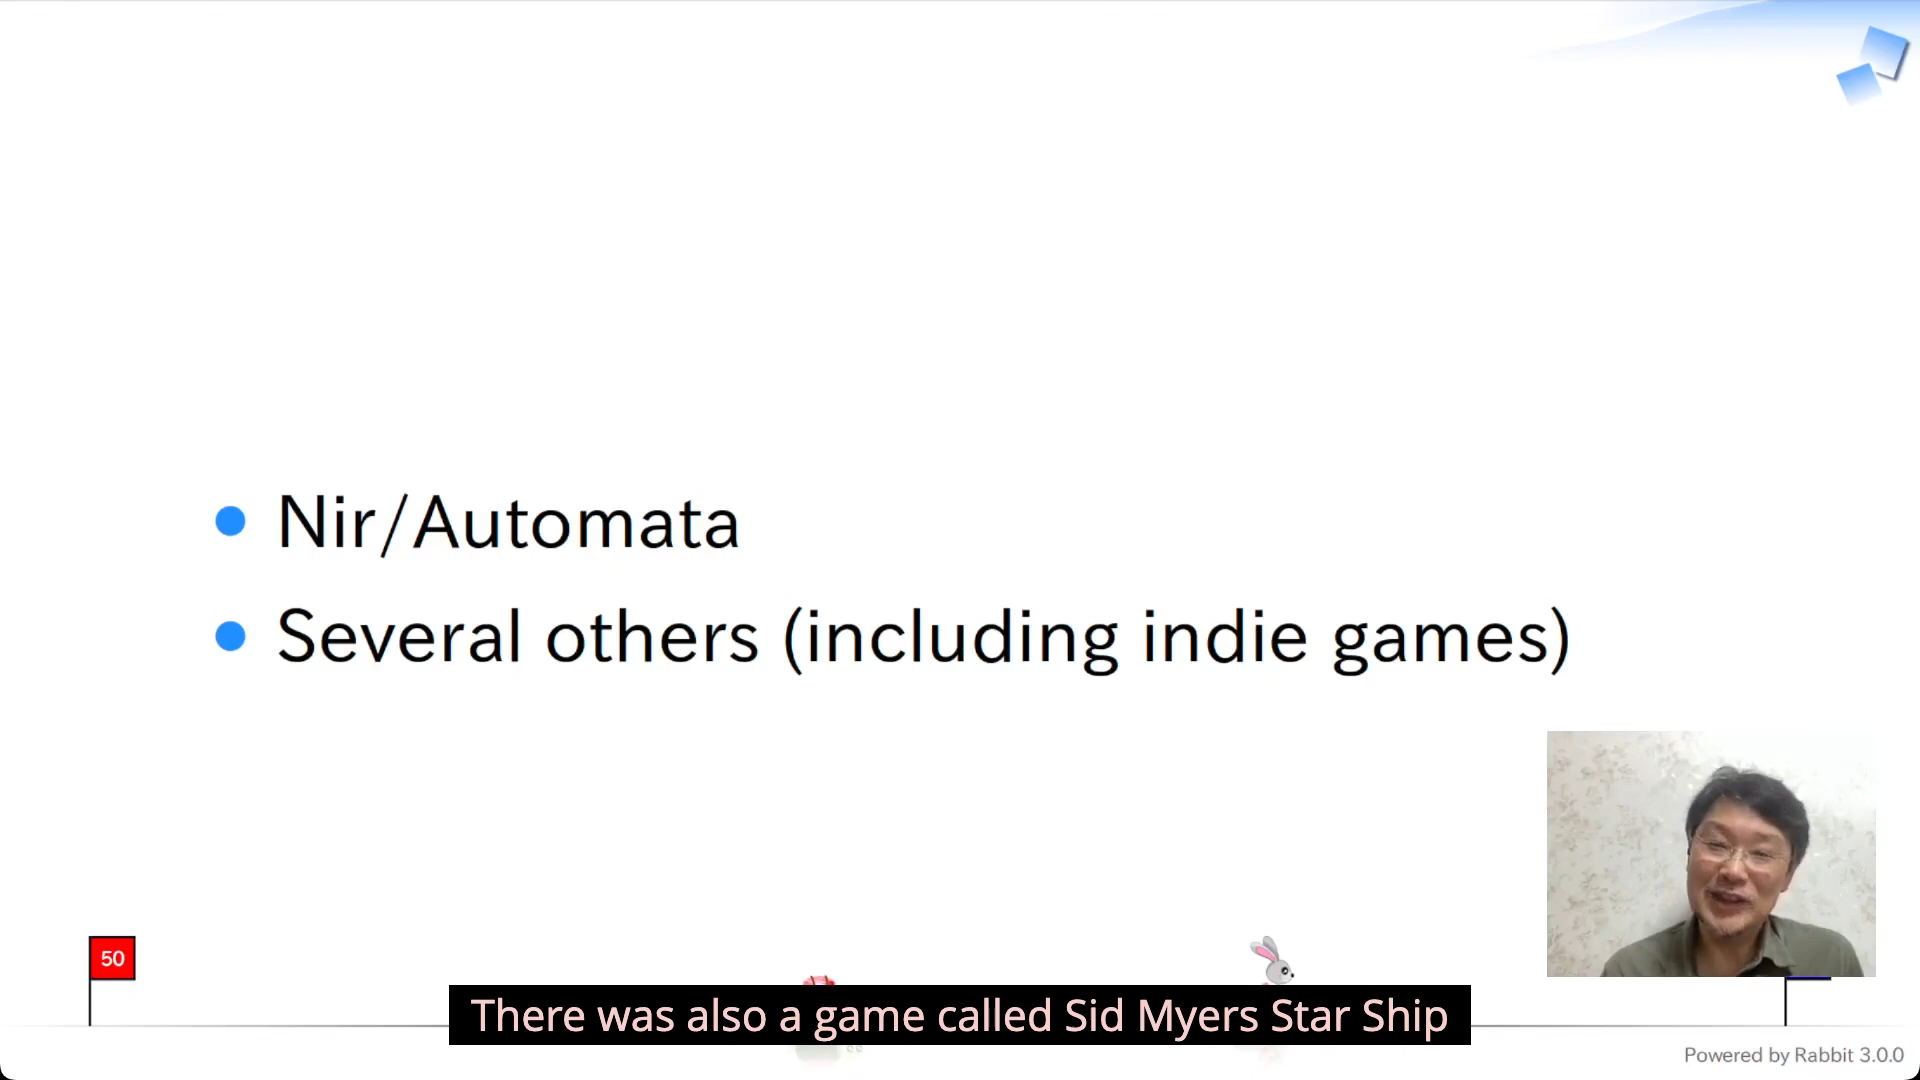 Nir/Automata
Several others (including indie games)
50
There was also a game called Sid Myers Star Ship
Powered by Rabbit 3.0.0